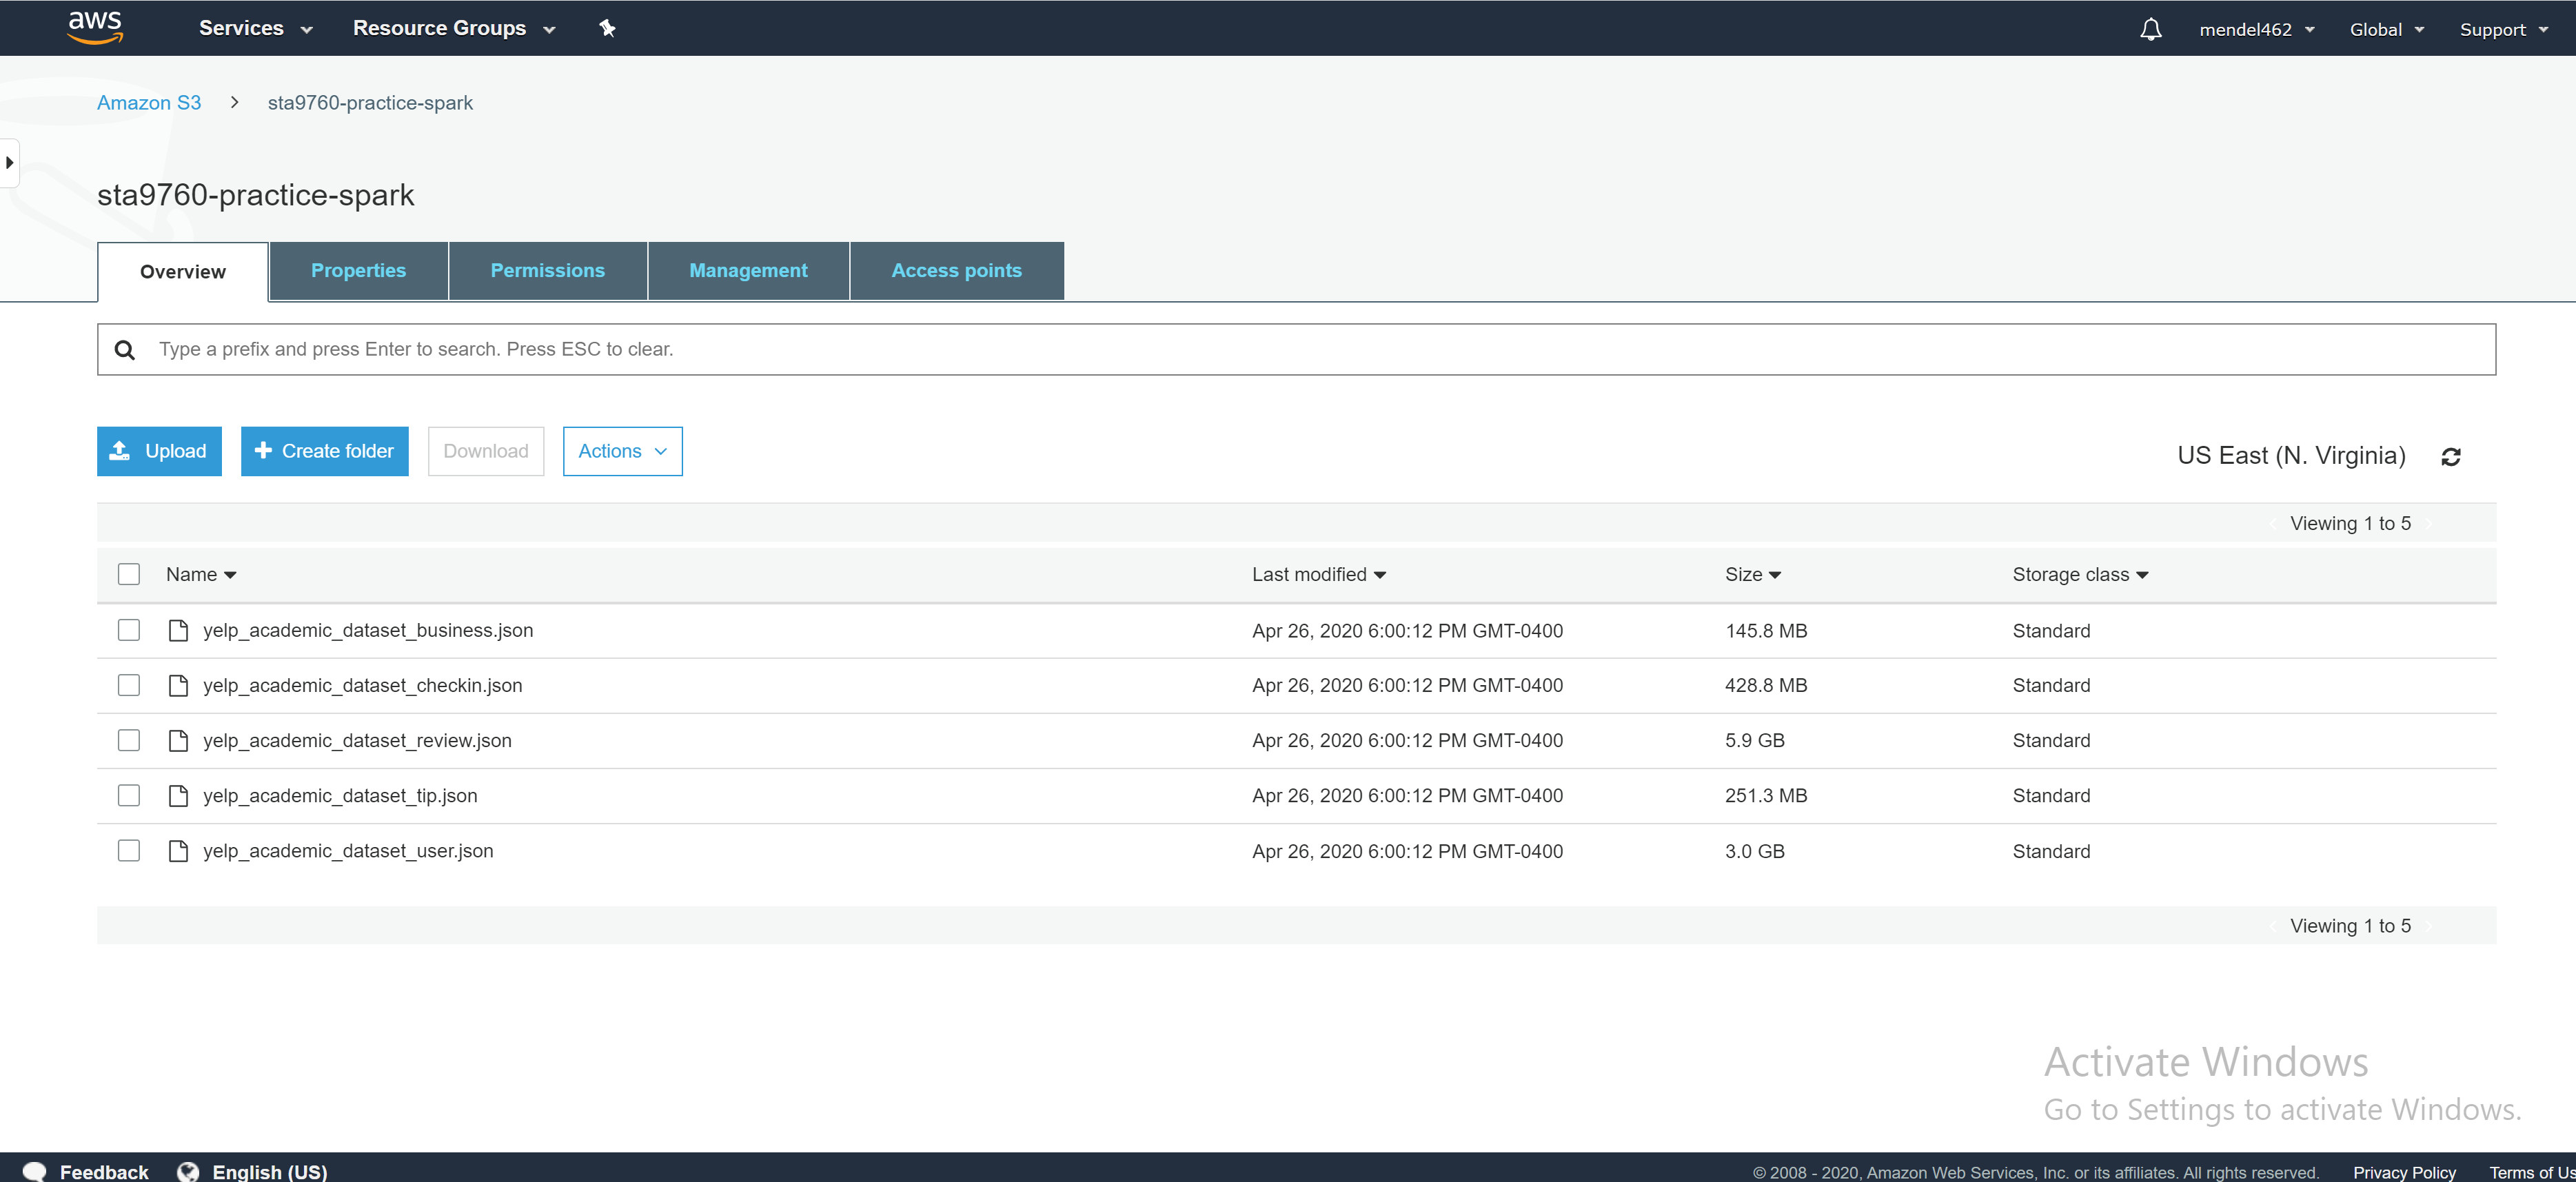 aws Services Resource Groups mendel462 Global Support
Amazon S3 > sta9760-practice-spark
sta9760-practice-spark
Overview Properties Permissions Management Access points
Type a prefix and press Enter to search. Press ESC to clear.
Upload Create folder Download Actions US East (N. Virginia)
Viewing 1 to 5
Name Last modified Size Storage class
yelp_academic_dataset_business.json Apr 26, 2020 6:00:12 PM GMT-0400 145.8 MB Standard
yelp_academic_dataset_checkin.json Apr 26, 2020 6:00:12 PM GMT-0400 428.8 MB Standard
yelp_academic_dataset_review.json Apr 26, 2020 6:00:12 PM GMT-0400 5.9 GB Standard
yelp_academic_dataset_tip.json Apr 26, 2020 6:00:12 PM GMT-0400 251.3 MB Standard
yelp_academic_dataset_user.json Apr 26, 2020 6:00:12 PM GMT-0400 3.0 GB Standard
Viewing 1 to 5
Activate Windows
Go to Settings to activate Windows.
Feedback English (US) © 2008 - 2020, Amazon Web Services, Inc. or its affiliates. All rights reserved. Privacy Policy Terms of Us